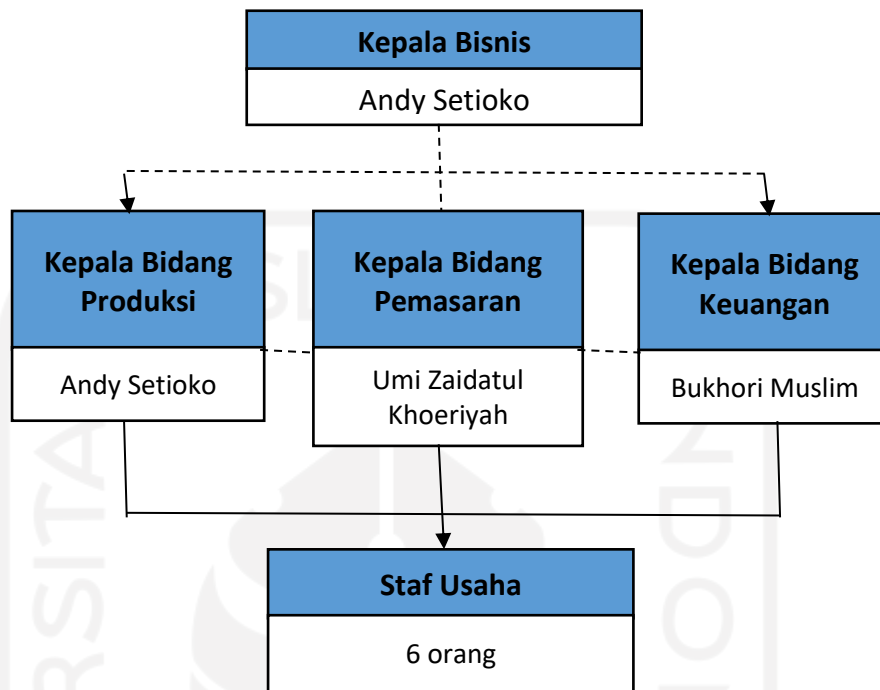 Kepala Bisnis
Andy Setioko
Kepala Bidang
Produksi
Andy Setioko
Kepala Bidang
Pemasaran
Umi Zaidatul
Khoeriyah
Kepala Bidang
Keuangan
Bukhori Muslim
Staf Usaha
6 orang